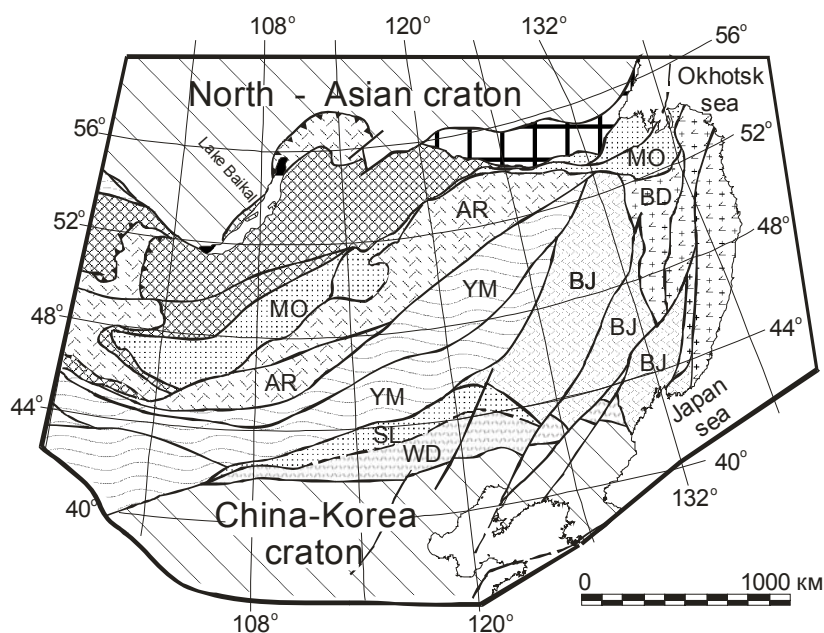 108°
120°
132°
56°
North - Asian craton
Okhotsk
sea
56°
Lake Baikal
52°
MO
52°
BD
AR
48°
YM
BJ
MO
48°
BJ
44°
BJ
AR
YM
44°
Japan
sea
SL
WD
40°
132°
40°
China-Korea
craton
0 1000 км
108°
120°